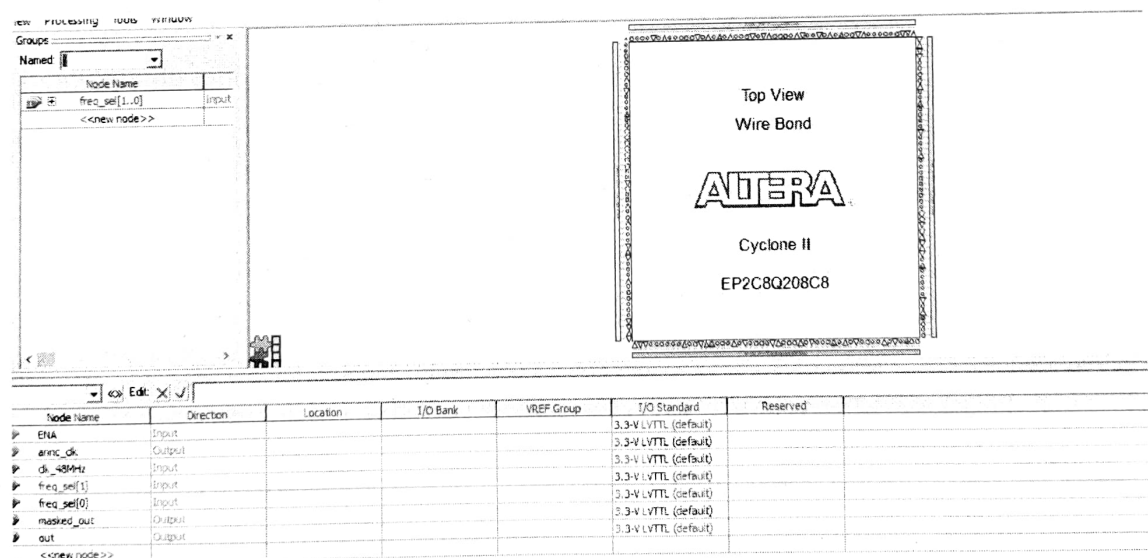 View Processing Tools Window
Groups
Named:
Node Name
freq_sel[1..0] input
<<new node>>
Top View
Wire Bond
ALTERA
Cyclone II
EP2C8Q208C8
Edit:
Node Name Direction Location I/O Bank VREF Group I/O Standard Reserved
ENA Input 3.3-V LVTTL (default)
arinc_clk Output 3.3-V LVTTL (default)
clk_48MHz Input 3.3-V LVTTL (default)
freq_sel[1] Input 3.3-V LVTTL (default)
freq_sel[0] Input 3.3-V LVTTL (default)
masked_out Output 3.3-V LVTTL (default)
out Output 3.3-V LVTTL (default)
<<new node>>